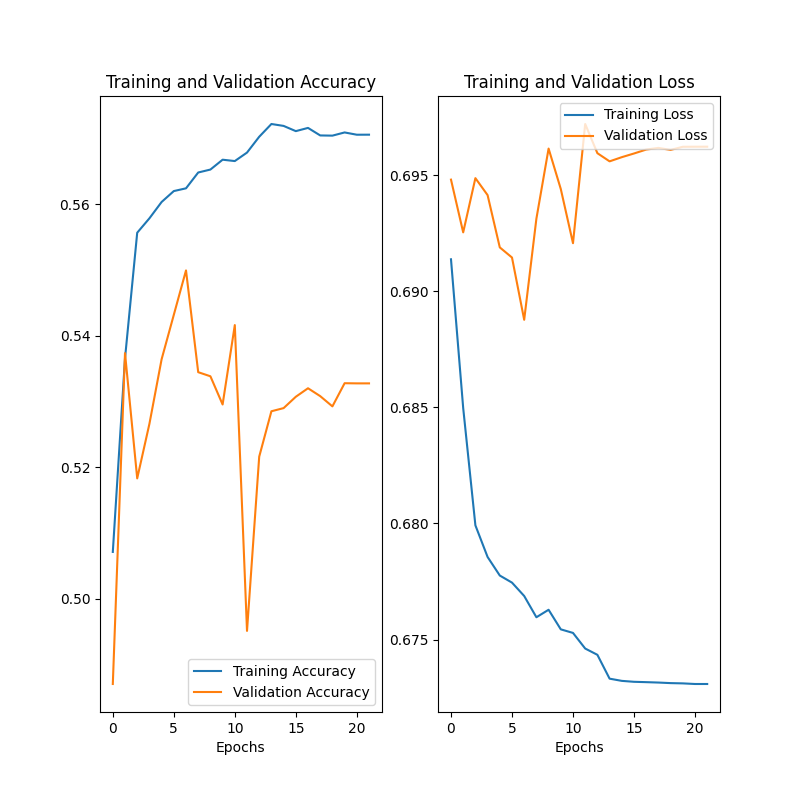 Training and Validation Accuracy
0.56
0.54
0.52
0.50
Training Accuracy
Validation Accuracy
0 5 10 15 20
Epochs
Training and Validation Loss
Training Loss
Validation Loss
0.695
0.690
0.685
0.680
0.675
0 5 10 15 20
Epochs